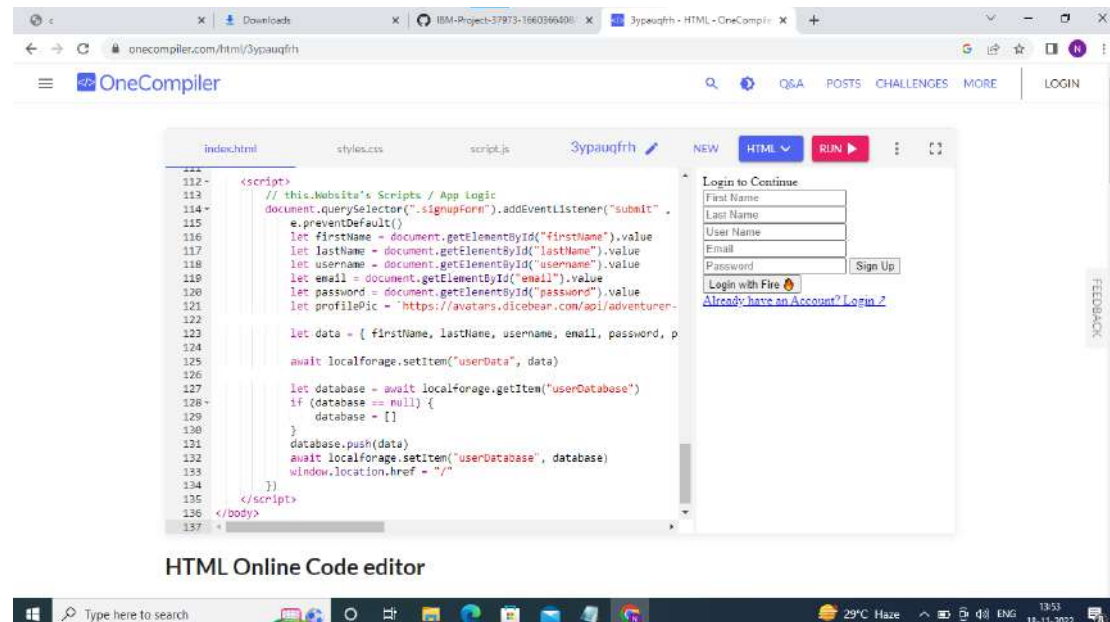 Downloads
IBM-Project-37973-1660366406
3ypauqfrh - HTML - OneCompiler
onecompiler.com/html/3ypauqfrh
N
OneCompiler
Q&A POSTS CHALLENGES MORE LOGIN
index.html styles.css script.js 3ypauqfrh NEW HTML RUN
111
112 <script>
113 // this.Website's Scripts / App Logic
114 document.querySelector(".signupForm").addEventListener("submit" ,
115 e.preventDefault()
116 let firstName = document.getElementById("firstName").value
117 let lastName = document.getElementById("lastName").value
118 let username = document.getElementById("username").value
119 let email = document.getElementById("email").value
120 let password = document.getElementById("password").value
121 let profilePic = `https://avatars.dicebear.com/api/adventurer-
122
123 let data = { firstName, lastName, username, email, password, p
124
125 await localforage.setItem("userData", data)
126
127 let database = await localforage.getItem("userDatabase")
128 if (database == null) {
129 database = []
130 }
131 database.push(data)
132 await localforage.setItem("userDatabase", database)
133 window.location.href = "/"
134 })
135 </script>
136 </body>
137
Login to Continue
First Name
Last Name
User Name
Email
Password Sign Up
Login with Fire 🔥
Already have an Account? Login ↗
FEEDBACK
HTML Online Code editor
Type here to search
29°C Haze
ENG
13:53
18-11-2022